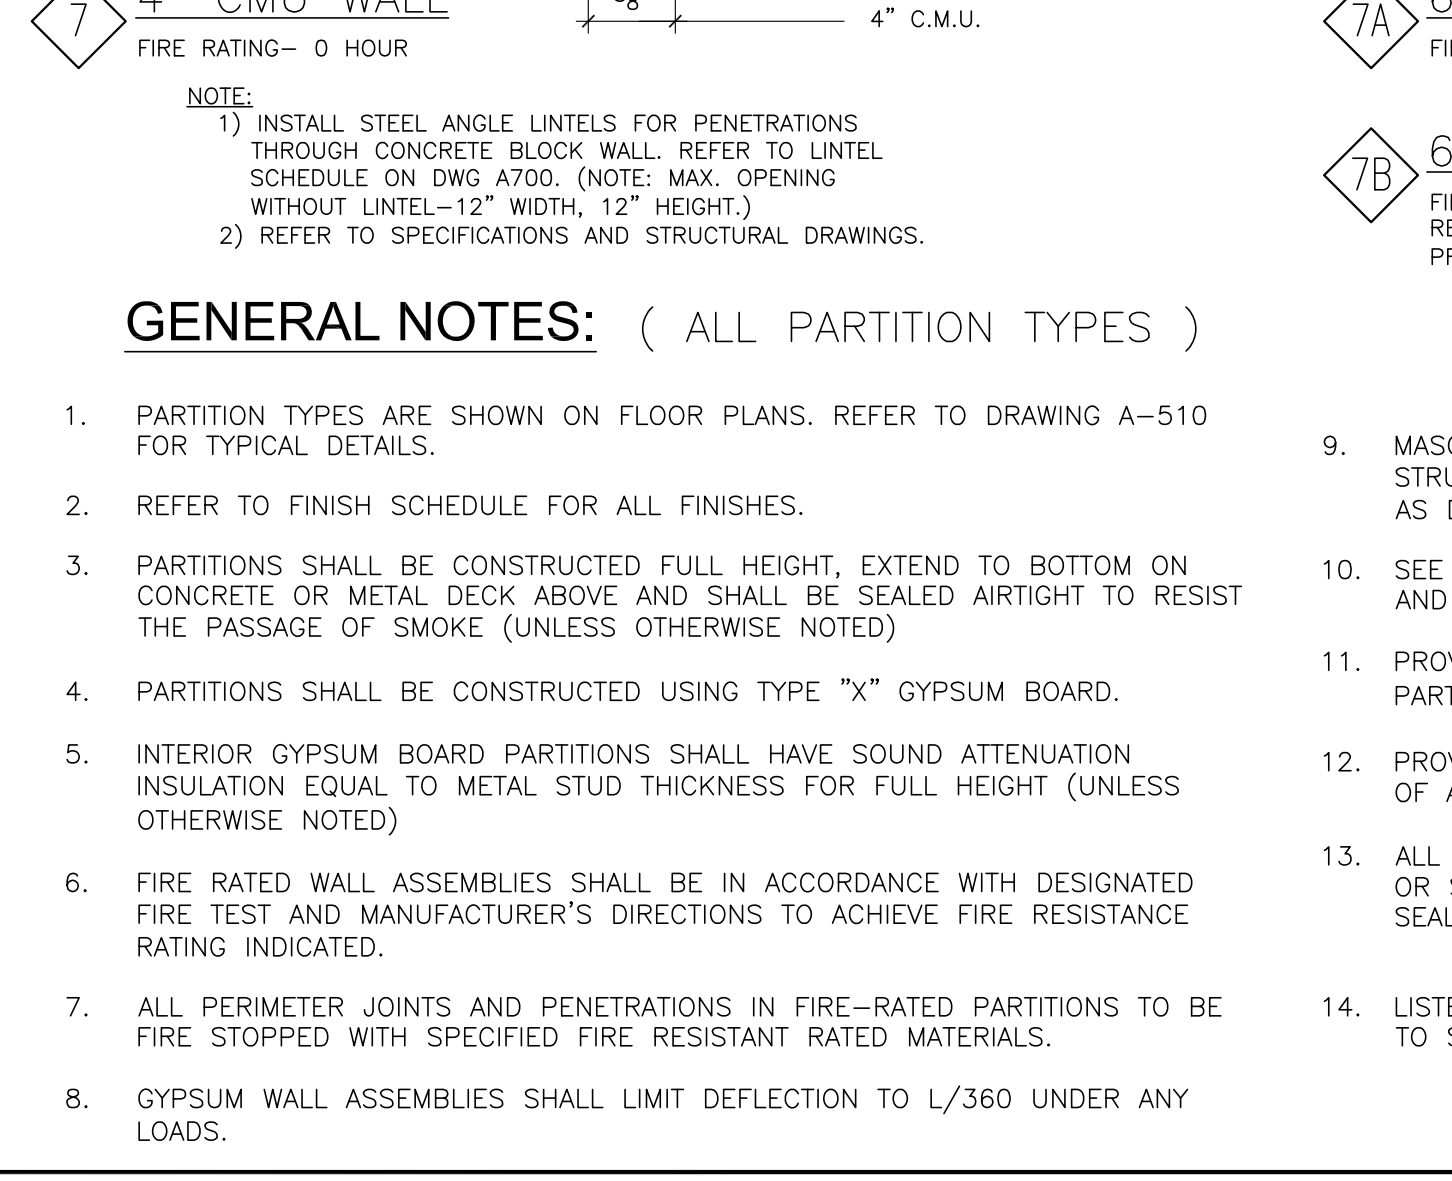 7
4" CMU WALL
8
4" C.M.U.
FIRE RATING– 0 HOUR
NOTE:
1) INSTALL STEEL ANGLE LINTELS FOR PENETRATIONS
THROUGH CONCRETE BLOCK WALL. REFER TO LINTEL
SCHEDULE ON DWG A700. (NOTE: MAX. OPENING
WITHOUT LINTEL–12" WIDTH, 12" HEIGHT.)
2) REFER TO SPECIFICATIONS AND STRUCTURAL DRAWINGS.
7A
7B
6
GENERAL NOTES: ( ALL PARTITION TYPES )
1. PARTITION TYPES ARE SHOWN ON FLOOR PLANS. REFER TO DRAWING A–510
FOR TYPICAL DETAILS.
2. REFER TO FINISH SCHEDULE FOR ALL FINISHES.
3. PARTITIONS SHALL BE CONSTRUCTED FULL HEIGHT, EXTEND TO BOTTOM ON
CONCRETE OR METAL DECK ABOVE AND SHALL BE SEALED AIRTIGHT TO RESIST
THE PASSAGE OF SMOKE (UNLESS OTHERWISE NOTED)
4. PARTITIONS SHALL BE CONSTRUCTED USING TYPE "X" GYPSUM BOARD.
5. INTERIOR GYPSUM BOARD PARTITIONS SHALL HAVE SOUND ATTENUATION
INSULATION EQUAL TO METAL STUD THICKNESS FOR FULL HEIGHT (UNLESS
OTHERWISE NOTED)
6. FIRE RATED WALL ASSEMBLIES SHALL BE IN ACCORDANCE WITH DESIGNATED
FIRE TEST AND MANUFACTURER'S DIRECTIONS TO ACHIEVE FIRE RESISTANCE
RATING INDICATED.
7. ALL PERIMETER JOINTS AND PENETRATIONS IN FIRE–RATED PARTITIONS TO BE
FIRE STOPPED WITH SPECIFIED FIRE RESISTANT RATED MATERIALS.
8. GYPSUM WALL ASSEMBLIES SHALL LIMIT DEFLECTION TO L/360 UNDER ANY
LOADS.
9.
AS
10. SEE
AND
11.
12.
OF
13. ALL
OR
14.
TO